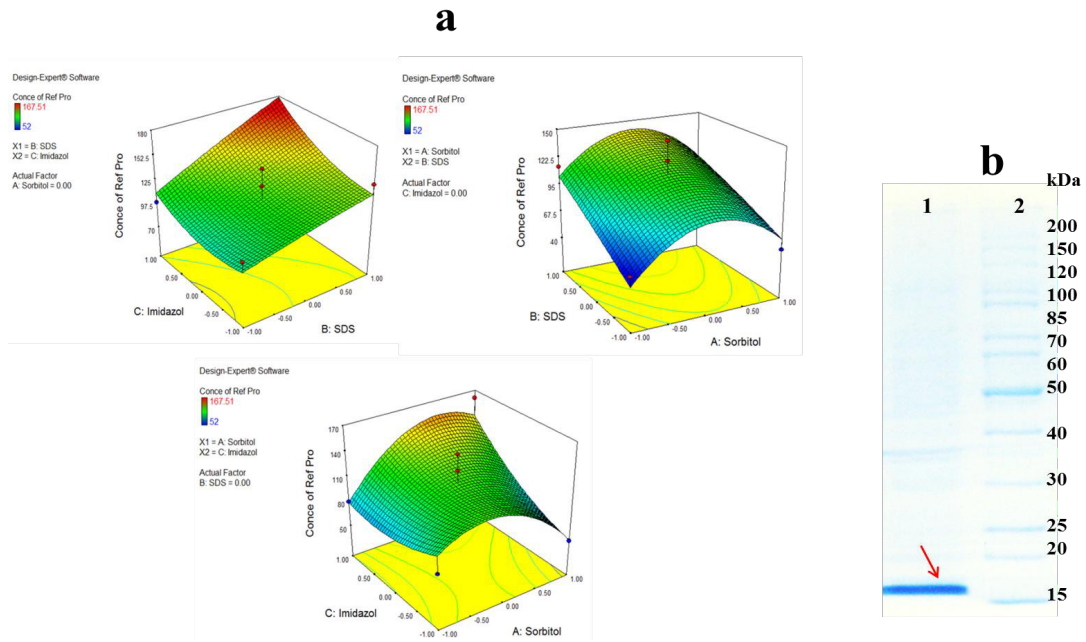 a
Design-Expert® Software
Conce of Ref Pro
167.51
52
X1 = B: SDS
X2 = C: Imidazol
Actual Factor
A: Sorbitol = 0.00
Conce of Ref Pro
180
152.5
125
97.5
70
1.00
0.50
0.00
-0.50
-1.00
C: Imidazol
-1.00
-0.50
0.00
0.50
1.00
B: SDS
Design-Expert® Software
Conce of Ref Pro
167.51
52
X1 = A: Sorbitol
X2 = B: SDS
Actual Factor
C: Imidazol = 0.00
Conce of Ref Pro
150
122.5
95
67.5
40
1.00
0.50
0.00
-0.50
-1.00
B: SDS
-1.00
-0.50
0.00
0.50
1.00
A: Sorbitol
Design-Expert® Software
Conce of Ref Pro
167.51
52
X1 = A: Sorbitol
X2 = C: Imidazol
Actual Factor
B: SDS = 0.00
Conce of Ref Pro
170
140
110
80
50
1.00
0.50
0.00
-0.50
-1.00
C: Imidazol
-1.00
-0.50
0.00
0.50
1.00
A: Sorbitol
b
kDa
1 2
200
150
120
100
85
70
60
50
40
30
25
20
15